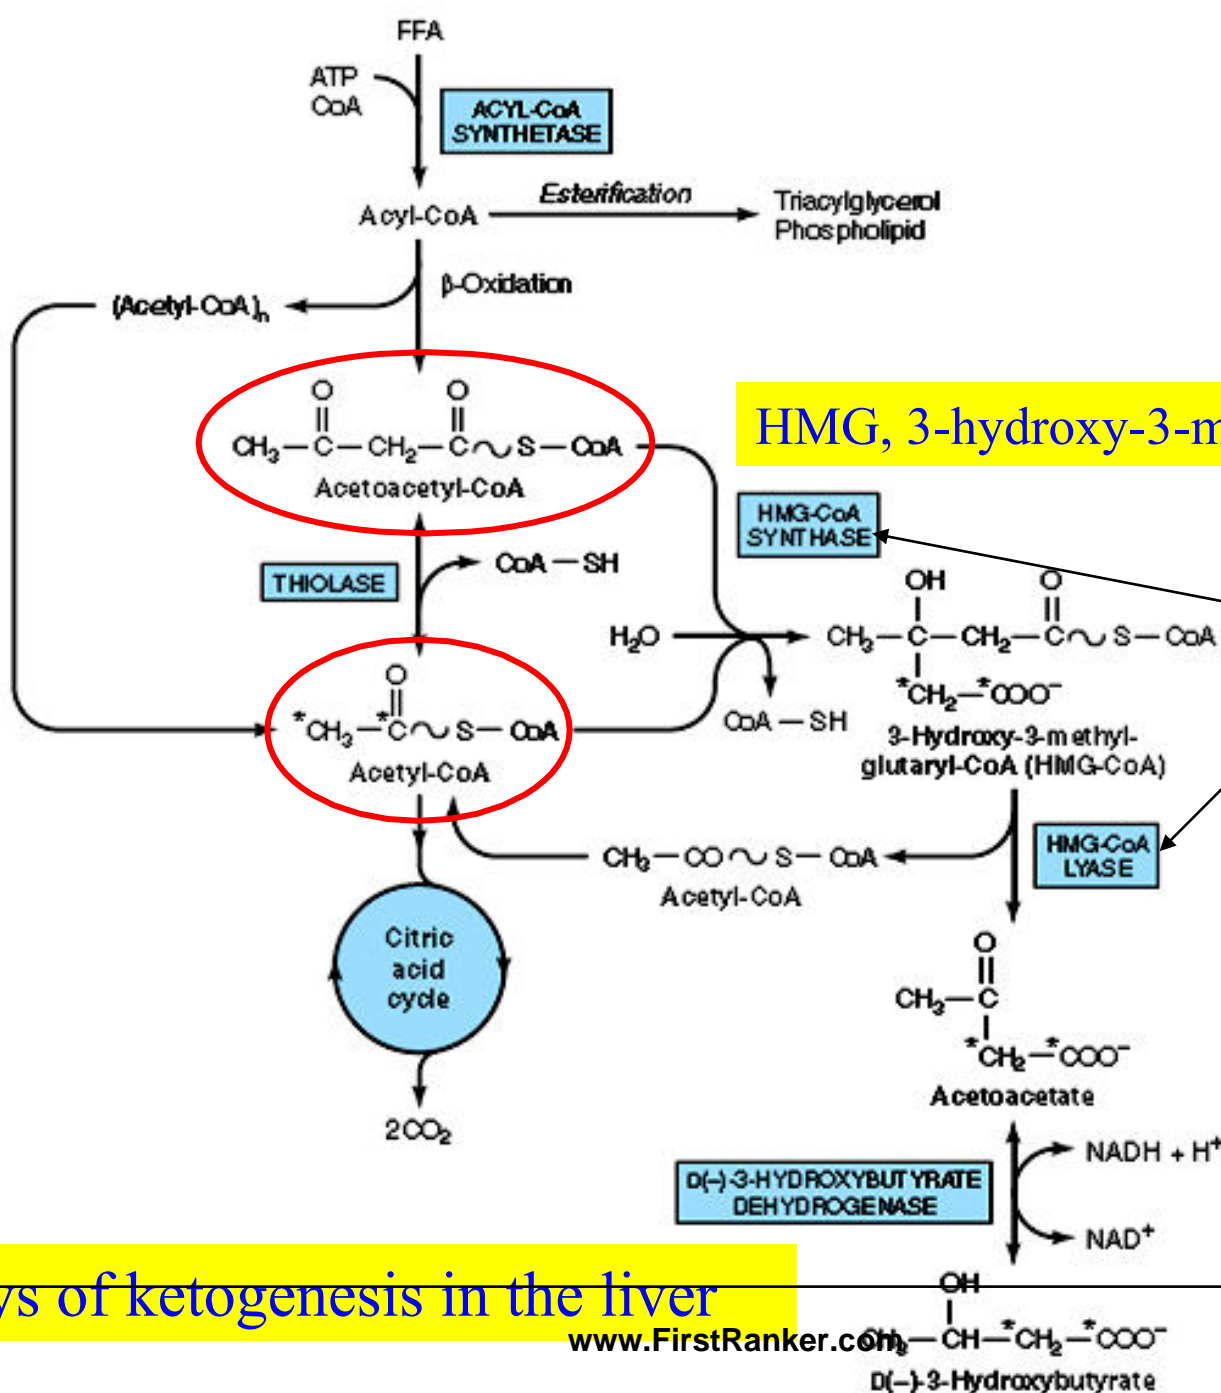 FFA
ATP
CoA
ACYL-CoA
SYNTHETASE
Acyl-CoA
Esterification
Triacylglycerol
Phospholipid
β-Oxidation
(Acetyl-CoA)n
O O
CH3—C—CH2—C~S—CoA
Acetoacetyl-CoA
HMG, 3-hydroxy-3-m
HMG-CoA
SYNTHASE
THIOLASE
CoA—SH
OH O
H2O
CH3—C—CH2—C~S—CoA
*CH2—*COO−
CoA—SH
3-Hydroxy-3-methyl-
glutaryl-CoA (HMG-CoA)
O
*CH3—*C~S—CoA
Acetyl-CoA
CH3—CO~S—CoA
Acetyl-CoA
HMG-CoA
LYASE
Citric
acid
cycle
2CO2
O
CH3—C
*CH2—*COO−
Acetoacetate
NADH + H+
D(–)-3-HYDROXYBUTYRATE
DEHYDROGENASE
NAD+
ys of ketogenesis in the liver
OH
www.FirstRanker.com
CH3—CH—*CH2—*COO−
D(–)-3-Hydroxybutyrate